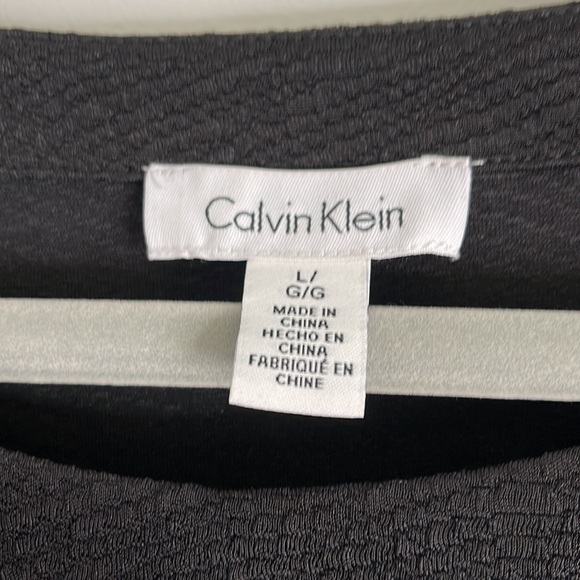 Calvin Klein
L/
G/G
MADE IN
CHINA
HECHO EN
CHINA
FABRIQUÉ EN
CHINE